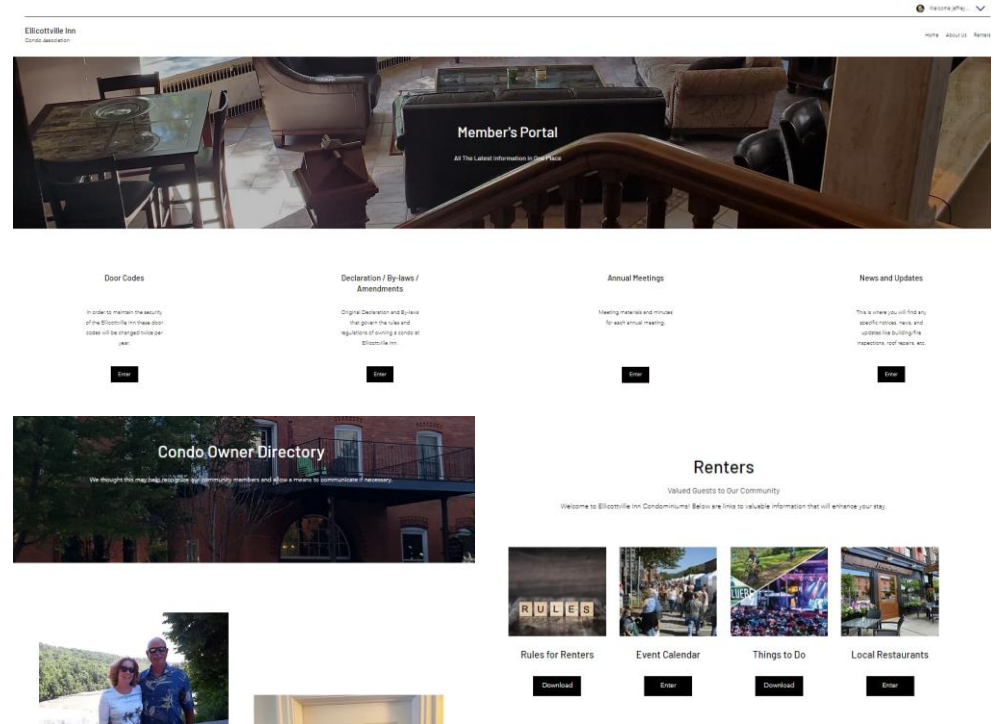 Welcome jeffrey...
Ellicottville Inn
Condo Association
Home About Us Renters
Member's Portal
All The Latest Information in One Place
Door Codes
In order to maintain the security
of the Ellicottville Inn these door
codes will be changed twice per
year.
Enter
Declaration / By-laws /
Amendments
Original Declaration and By-laws
that govern the rules and
regulations of owning a condo at
Ellicottville Inn.
Enter
Annual Meetings
Meeting materials and minutes
for each annual meeting.
Enter
News and Updates
This is where you will find any
specific notices, news, and
updates like building/fire
inspections, roof repairs, etc.
Enter
Condo Owner Directory
We thought this may help recognize our community members and allow a means to communicate if necessary.
Renters
Valued Guests to Our Community
Welcome to Ellicottville Inn Condominiums! Below are links to valuable information that will enhance your stay.
RULES
Rules for Renters
Download
Event Calendar
Enter
Things to Do
Download
Local Restaurants
Enter